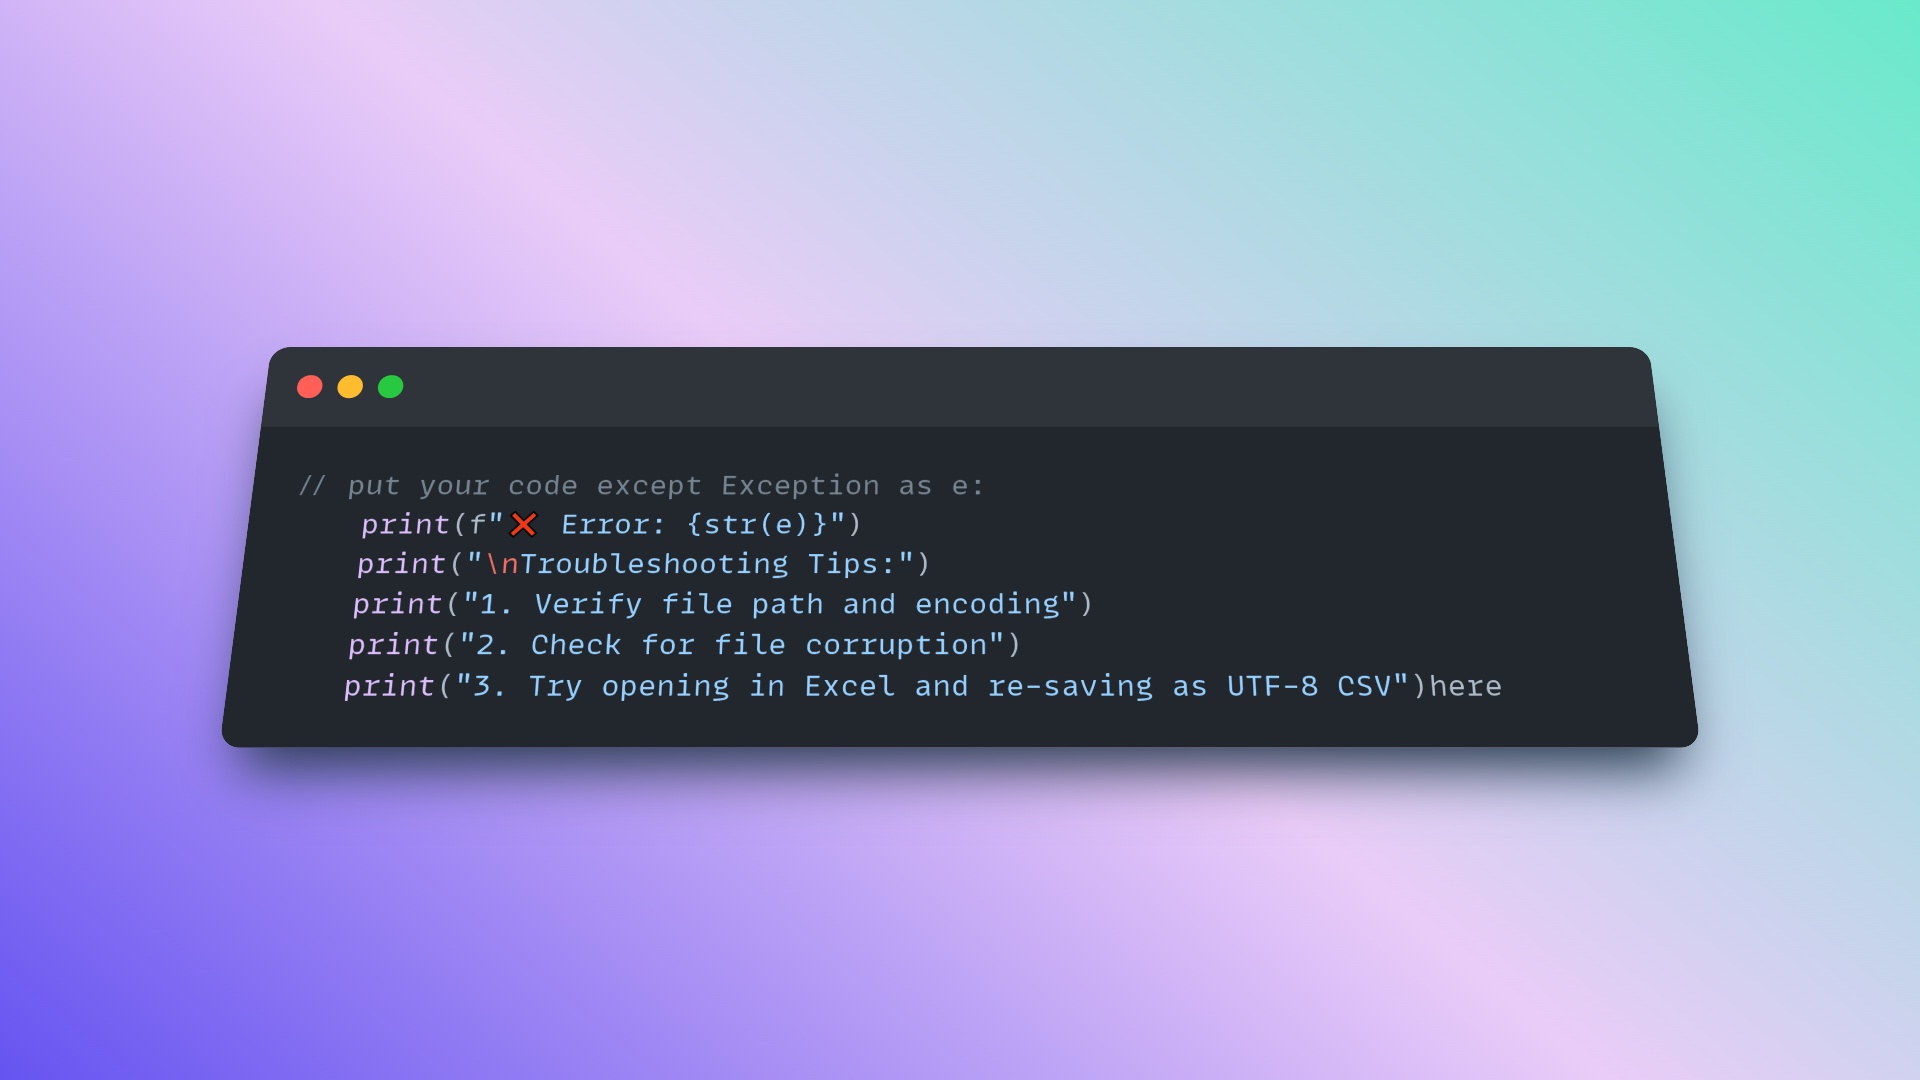 // put your code except Exception as e:
    print(f"❌ Error: {str(e)}")
    print("\nTroubleshooting Tips:")
    print("1. Verify file path and encoding")
    print("2. Check for file corruption")
    print("3. Try opening in Excel and re-saving as UTF-8 CSV")here